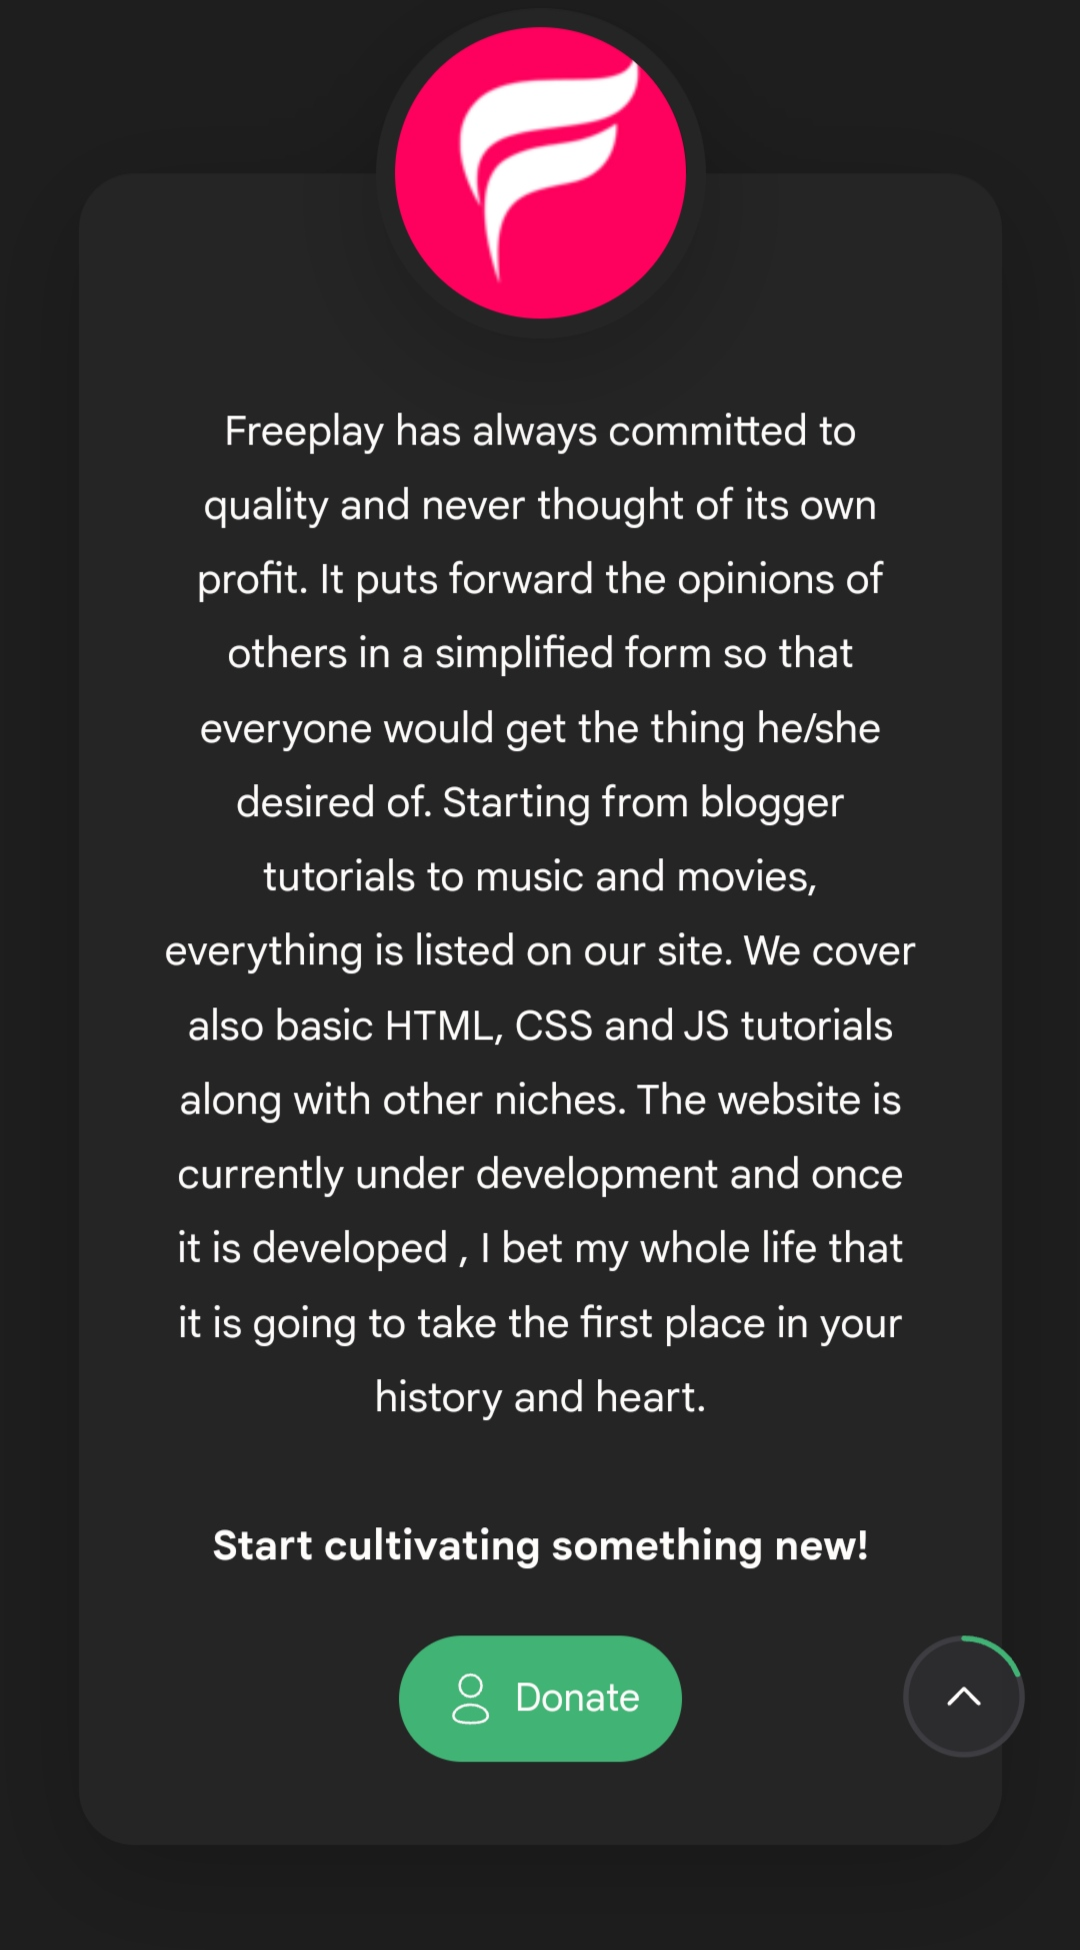 Freeplay has always committed to
quality and never thought of its own
profit. It puts forward the opinions of
others in a simplified form so that
everyone would get the thing he/she
desired of. Starting from blogger
tutorials to music and movies,
everything is listed on our site. We cover
also basic HTML, CSS and JS tutorials
along with other niches. The website is
currently under development and once
it is developed , I bet my whole life that
it is going to take the first place in your
history and heart.
Start cultivating something new!
Donate